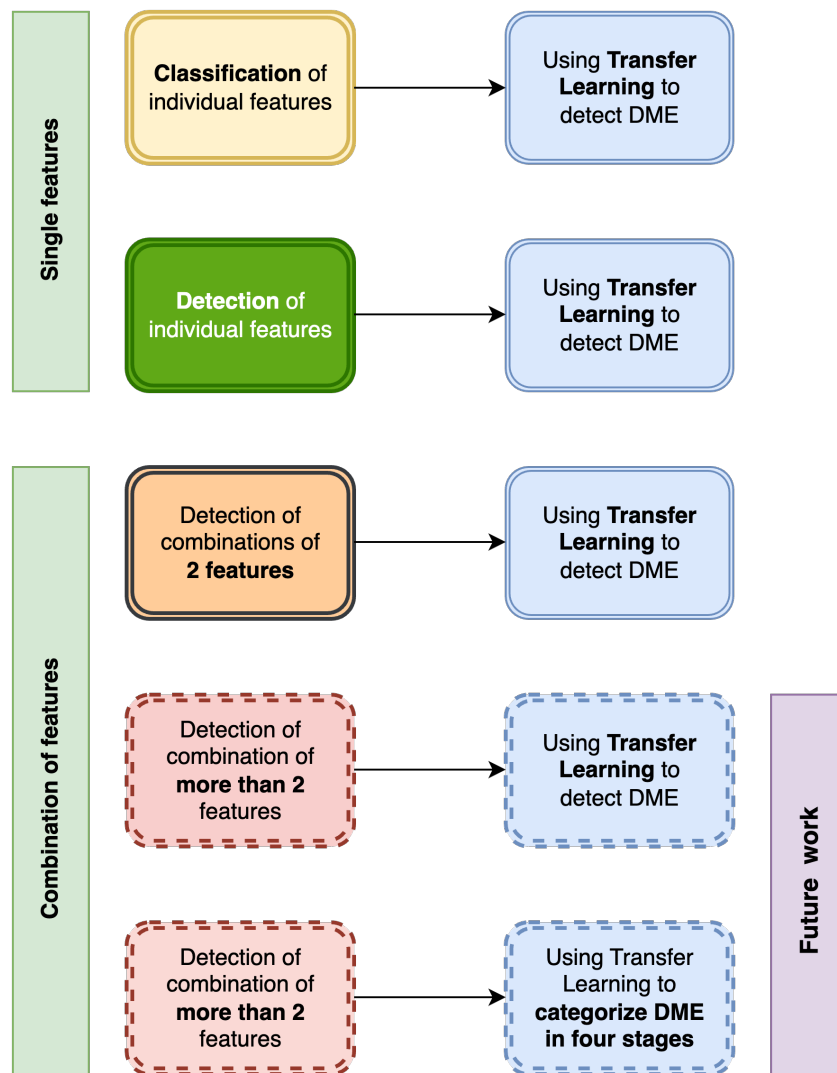 Single features
Classification of
individual features
Using Transfer
Learning to
detect DME
Detection of
individual features
Using Transfer
Learning to
detect DME
Combination of features
Detection of
combinations of
2 features
Using Transfer
Learning to
detect DME
Detection of
combination of
more than 2
features
Using Transfer
Learning to
detect DME
Future work
Detection of
combination of
more than 2
features
Using Transfer
Learning to
categorize DME
in four stages